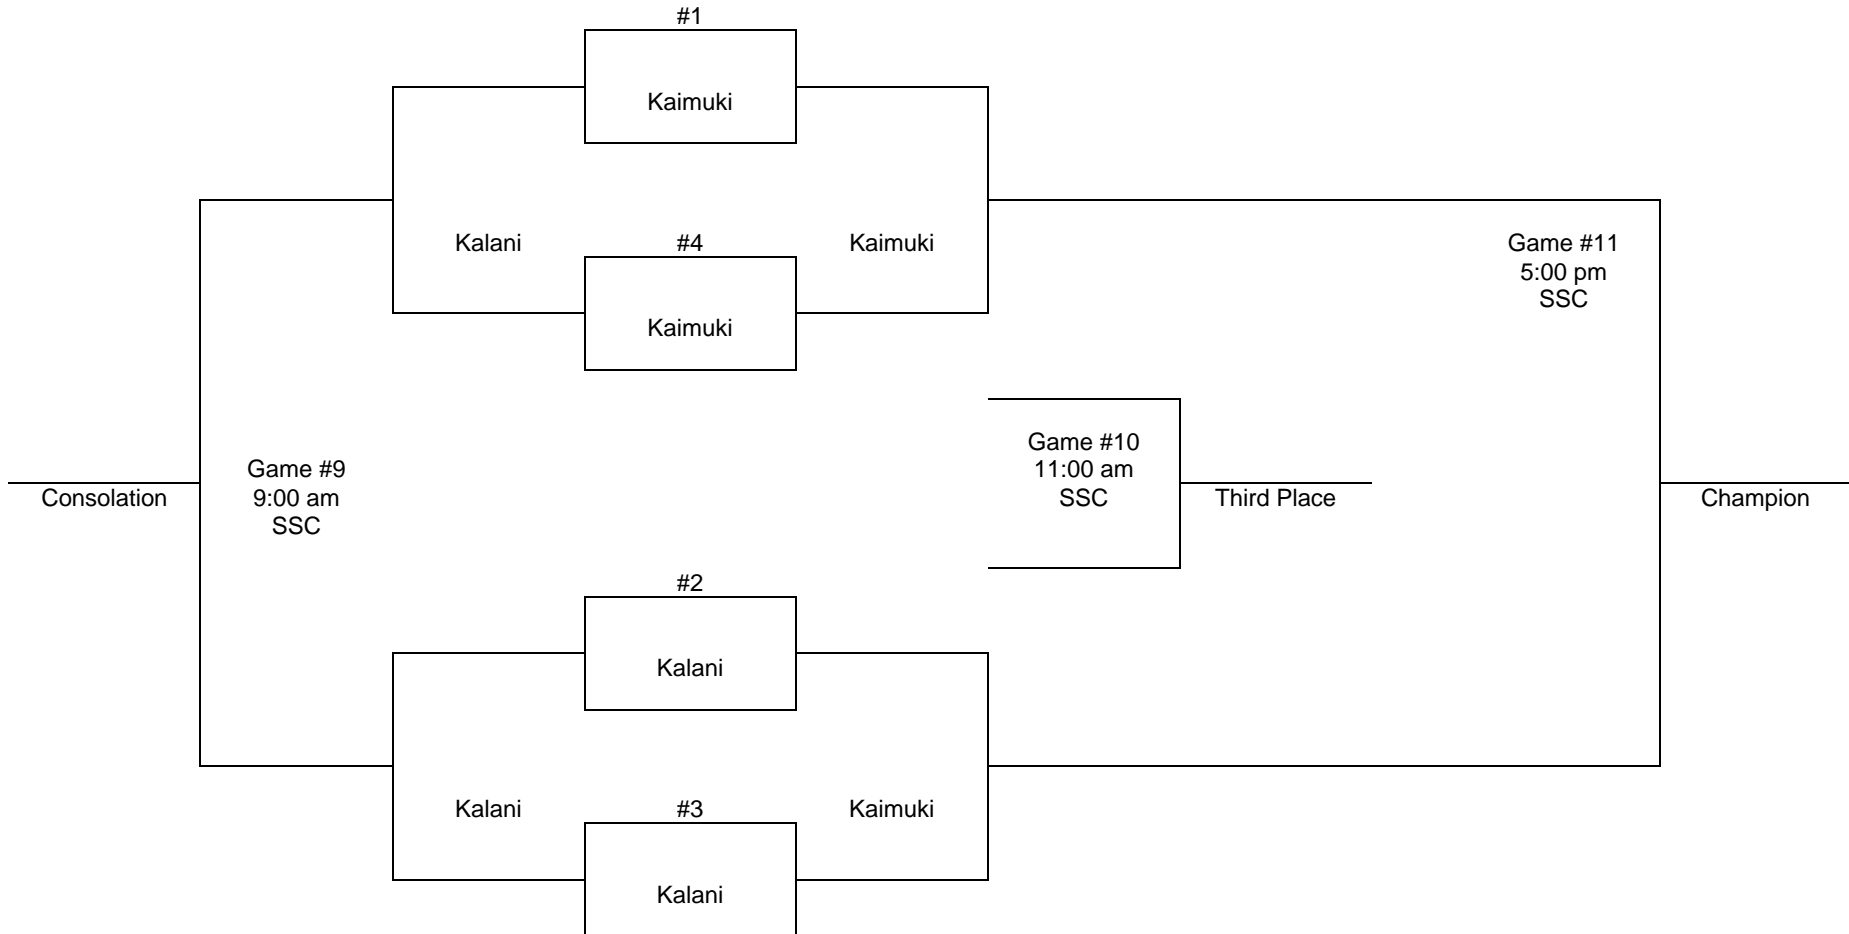 #1
Kaimuki
Kalani
#4
Kaimuki
Game #11
5:00 pm
SSC
Kaimuki
Game #10
11:00 am
SSC
Game #9
9:00 am
SSC
Consolation
Third Place
Champion
#2
Kalani
Kalani
#3
Kaimuki
Kalani